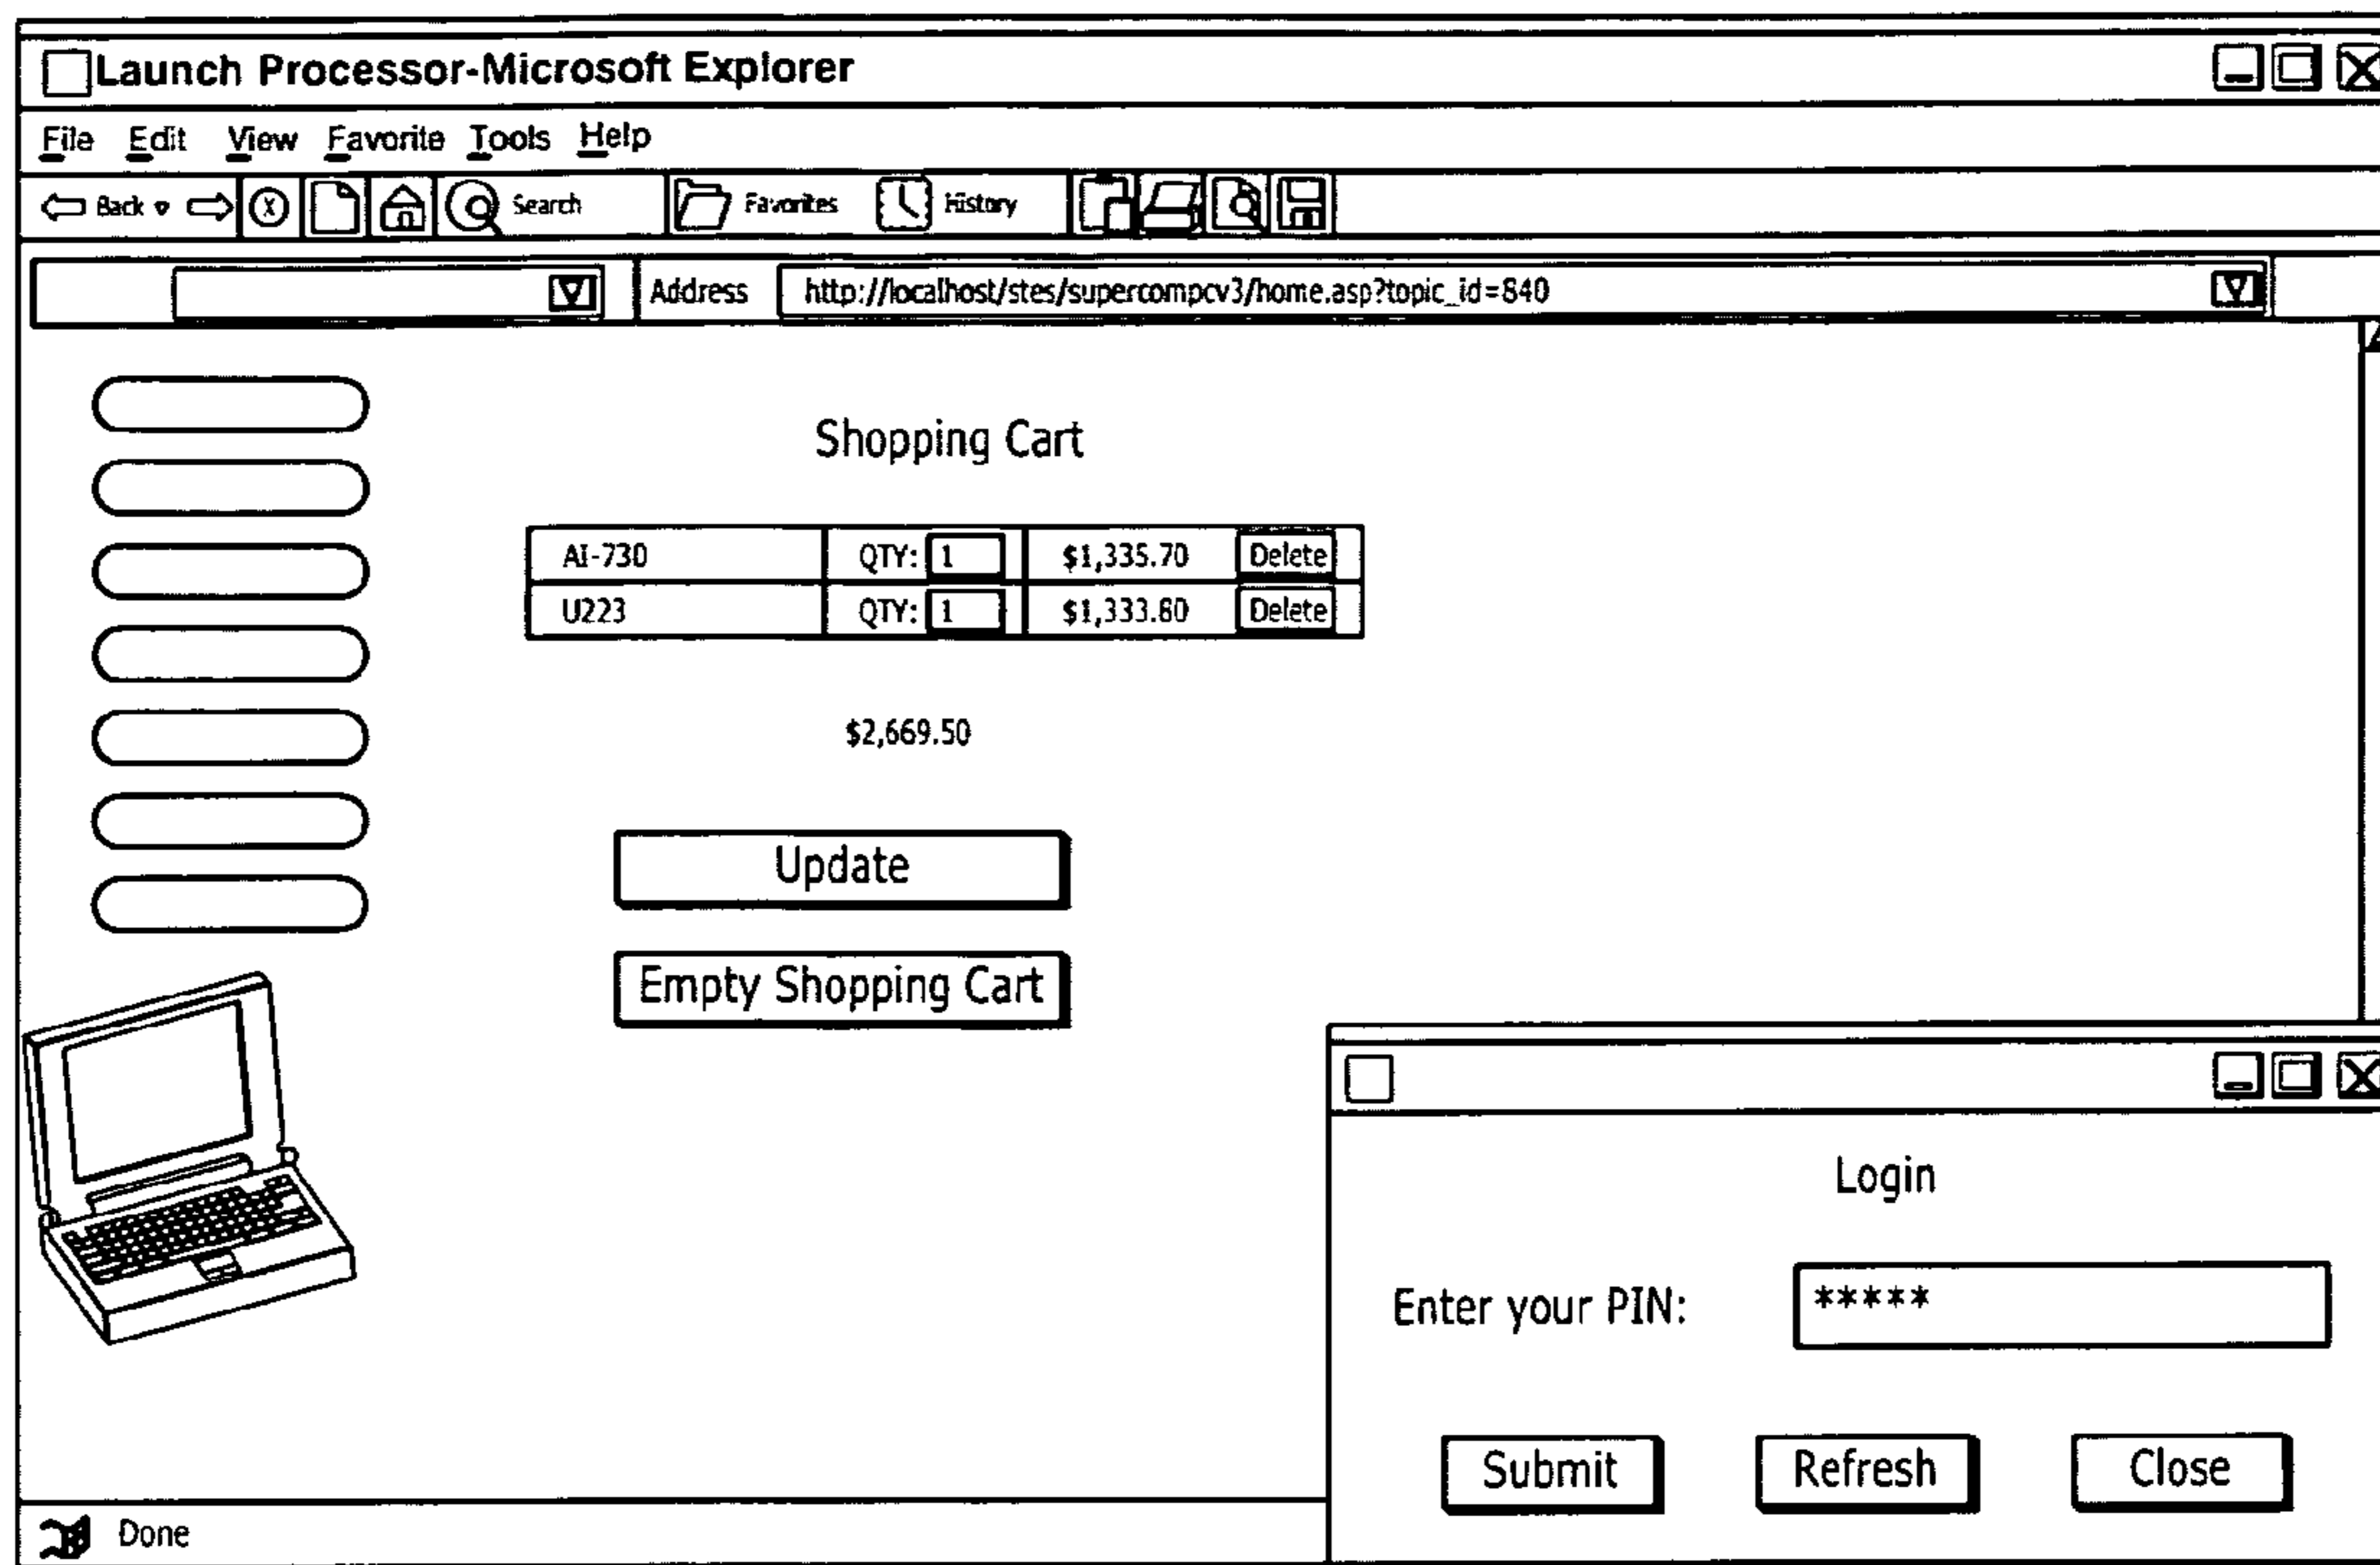 Launch Processor-Microsoft Explorer
File Edit View Favorite Tools Help
Back Search Favorites History
Address http://localhost/stes/supercompcv3/home.asp?topic_id=840
Shopping Cart
AI-730 QTY: 1 $1,335.70 Delete
U223 QTY: 1 $1,333.80 Delete
$2,669.50
Update
Empty Shopping Cart
Login
Enter your PIN: *****
Submit Refresh Close
Done